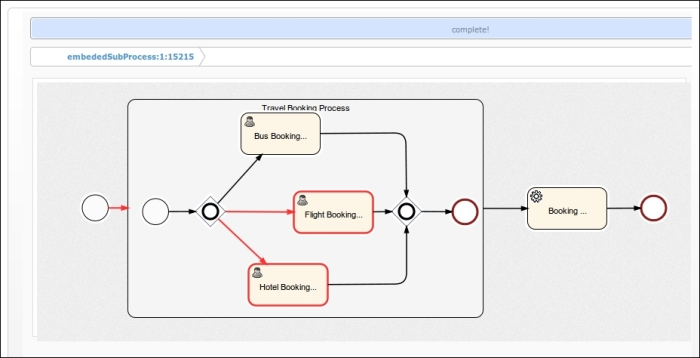 complete!
embededSubProcess:1:15215
Travel Booking Process
Bus Booking...
Flight Booking...
Booking ...
Hotel Booking...